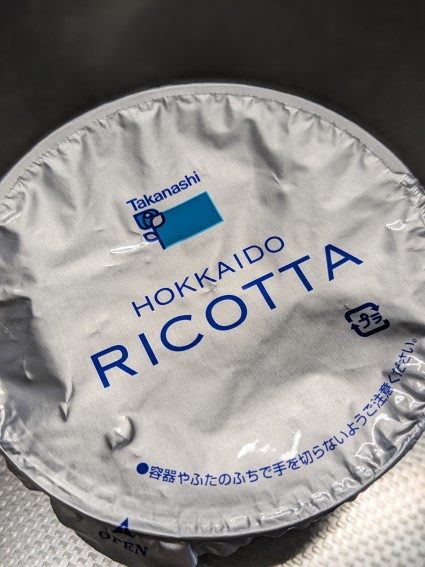 Takanashi
HOKKAIDO
RICOTTA
プラ
●容器やふたのふちで手を切らないようご注意ください。
OPEN